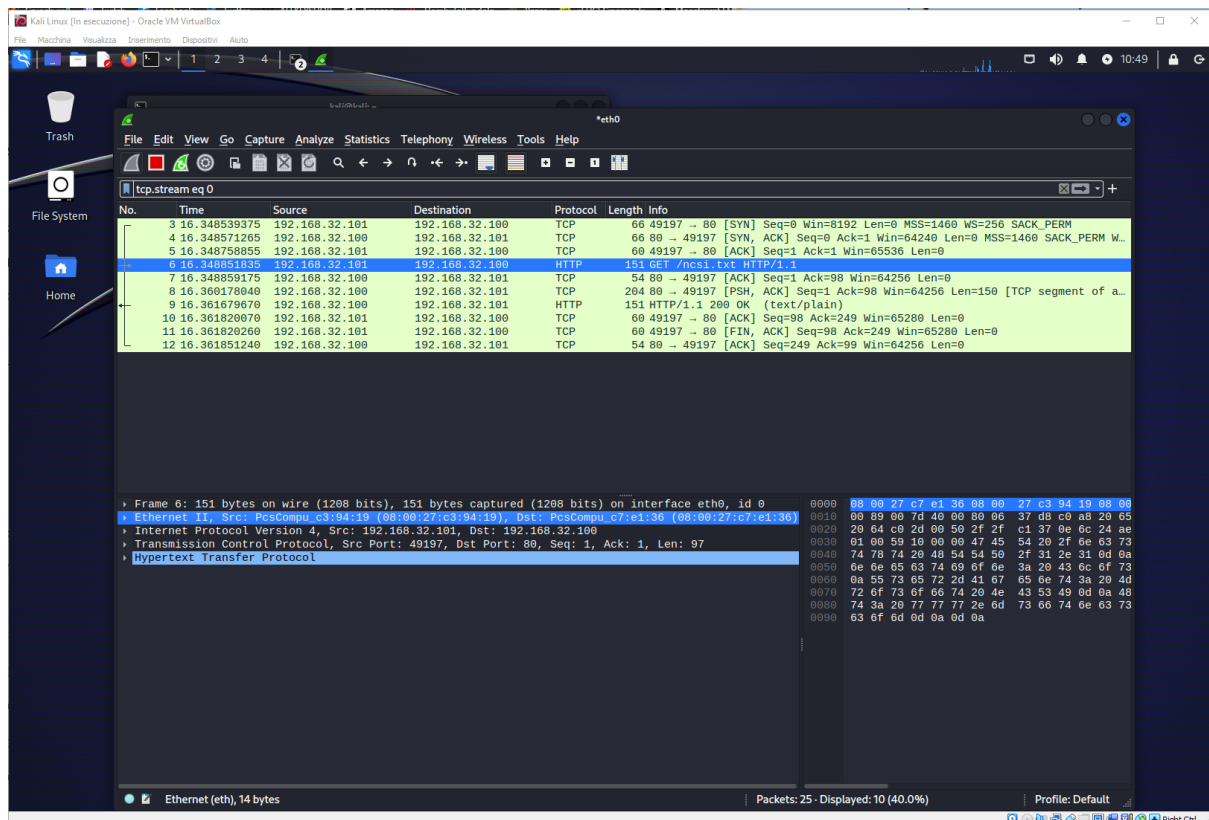 Kali Linux [In esecuzione] - Oracle VM VirtualBox
File Macchina Visualizza Inserimento Dispositivi Aiuto
1 2 3 4 2 10:49
Trash
File System
Home
kali@kali: ~
*eth0
File Edit View Go Capture Analyze Statistics Telephony Wireless Tools Help
tcp.stream eq 0
No. Time Source Destination Protocol Length Info
3 16.348539375 192.168.32.101 192.168.32.100 TCP 66 49197 → 80 [SYN] Seq=0 Win=8192 Len=0 MSS=1460 WS=256 SACK_PERM
4 16.348571265 192.168.32.100 192.168.32.101 TCP 66 80 → 49197 [SYN, ACK] Seq=0 Ack=1 Win=64240 Len=0 MSS=1460 SACK_PERM W…
5 16.348758855 192.168.32.101 192.168.32.100 TCP 60 49197 → 80 [ACK] Seq=1 Ack=1 Win=65536 Len=0
6 16.348851835 192.168.32.101 192.168.32.100 HTTP 151 GET /ncsi.txt HTTP/1.1
7 16.348859175 192.168.32.100 192.168.32.101 TCP 54 80 → 49197 [ACK] Seq=1 Ack=98 Win=64256 Len=0
8 16.360178040 192.168.32.100 192.168.32.101 TCP 204 80 → 49197 [PSH, ACK] Seq=1 Ack=98 Win=64256 Len=150 [TCP segment of a…
9 16.361679670 192.168.32.100 192.168.32.101 HTTP 151 HTTP/1.1 200 OK (text/plain)
10 16.361820070 192.168.32.101 192.168.32.100 TCP 60 49197 → 80 [ACK] Seq=98 Ack=249 Win=65280 Len=0
11 16.361820260 192.168.32.101 192.168.32.100 TCP 60 49197 → 80 [FIN, ACK] Seq=98 Ack=249 Win=65280 Len=0
12 16.361851240 192.168.32.100 192.168.32.101 TCP 54 80 → 49197 [ACK] Seq=249 Ack=99 Win=64256 Len=0
Frame 6: 151 bytes on wire (1208 bits), 151 bytes captured (1208 bits) on interface eth0, id 0
Ethernet II, Src: PcsCompu_c3:94:19 (08:00:27:c3:94:19), Dst: PcsCompu_c7:e1:36 (08:00:27:c7:e1:36)
Internet Protocol Version 4, Src: 192.168.32.101, Dst: 192.168.32.100
Transmission Control Protocol, Src Port: 49197, Dst Port: 80, Seq: 1, Ack: 1, Len: 97
Hypertext Transfer Protocol
0000 08 00 27 c7 e1 36 08 00 27 c3 94 19 08 00
0010 00 89 00 7d 40 00 80 06 37 d8 c0 a8 20 65
0020 20 64 c0 2d 00 50 2f 2f c1 37 0e 6c 24 ae
0030 01 00 59 10 00 00 47 45 54 20 2f 6e 63 73
0040 74 78 74 20 48 54 54 50 2f 31 2e 31 0d 0a
0050 6e 6e 65 63 74 69 6f 6e 3a 20 43 6c 6f 73
0060 0a 55 73 65 72 2d 41 67 65 6e 74 3a 20 4d
0070 72 6f 73 6f 66 74 20 4e 43 53 49 0d 0a 48
0080 74 3a 20 77 77 77 2e 6d 73 66 74 6e 63 73
0090 63 6f 6d 0d 0a 0d 0a
Ethernet (eth), 14 bytes
Packets: 25 · Displayed: 10 (40.0%)
Profile: Default
Right Ctrl